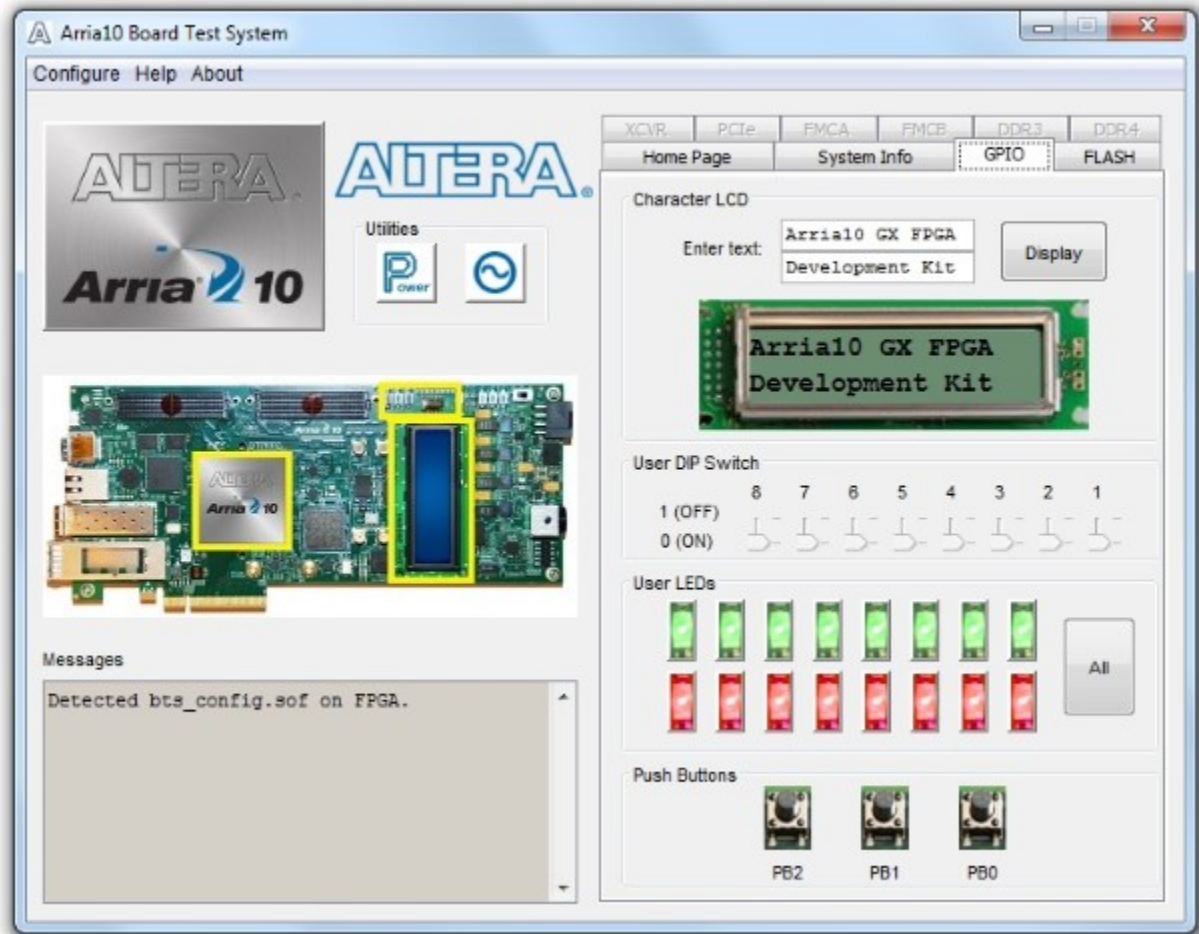 Arria10 Board Test System
Configure Help About
ALTERA
Arria 10
ALTERA
Utilities
Power
ALTERA
Arria 10
Messages
Detected bts_config.sof on FPGA.
XCVR PCIe FMCA FMCB DDR3 DDR4
Home Page System Info GPIO FLASH
Character LCD
Enter text:
Arria10 GX FPGA
Development Kit
Display
Arria10 GX FPGA
Development Kit
User DIP Switch
8 7 6 5 4 3 2 1
1 (OFF)
0 (ON)
User LEDs
All
Push Buttons
PB2 PB1 PB0